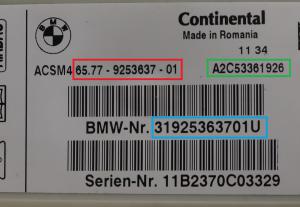 Continental
Made in Romania
11 34
ACSM4 65.77 - 9253637 - 01 A2C53361926
BMW-Nr. 31925363701U
Serien-Nr. 11B2370C03329